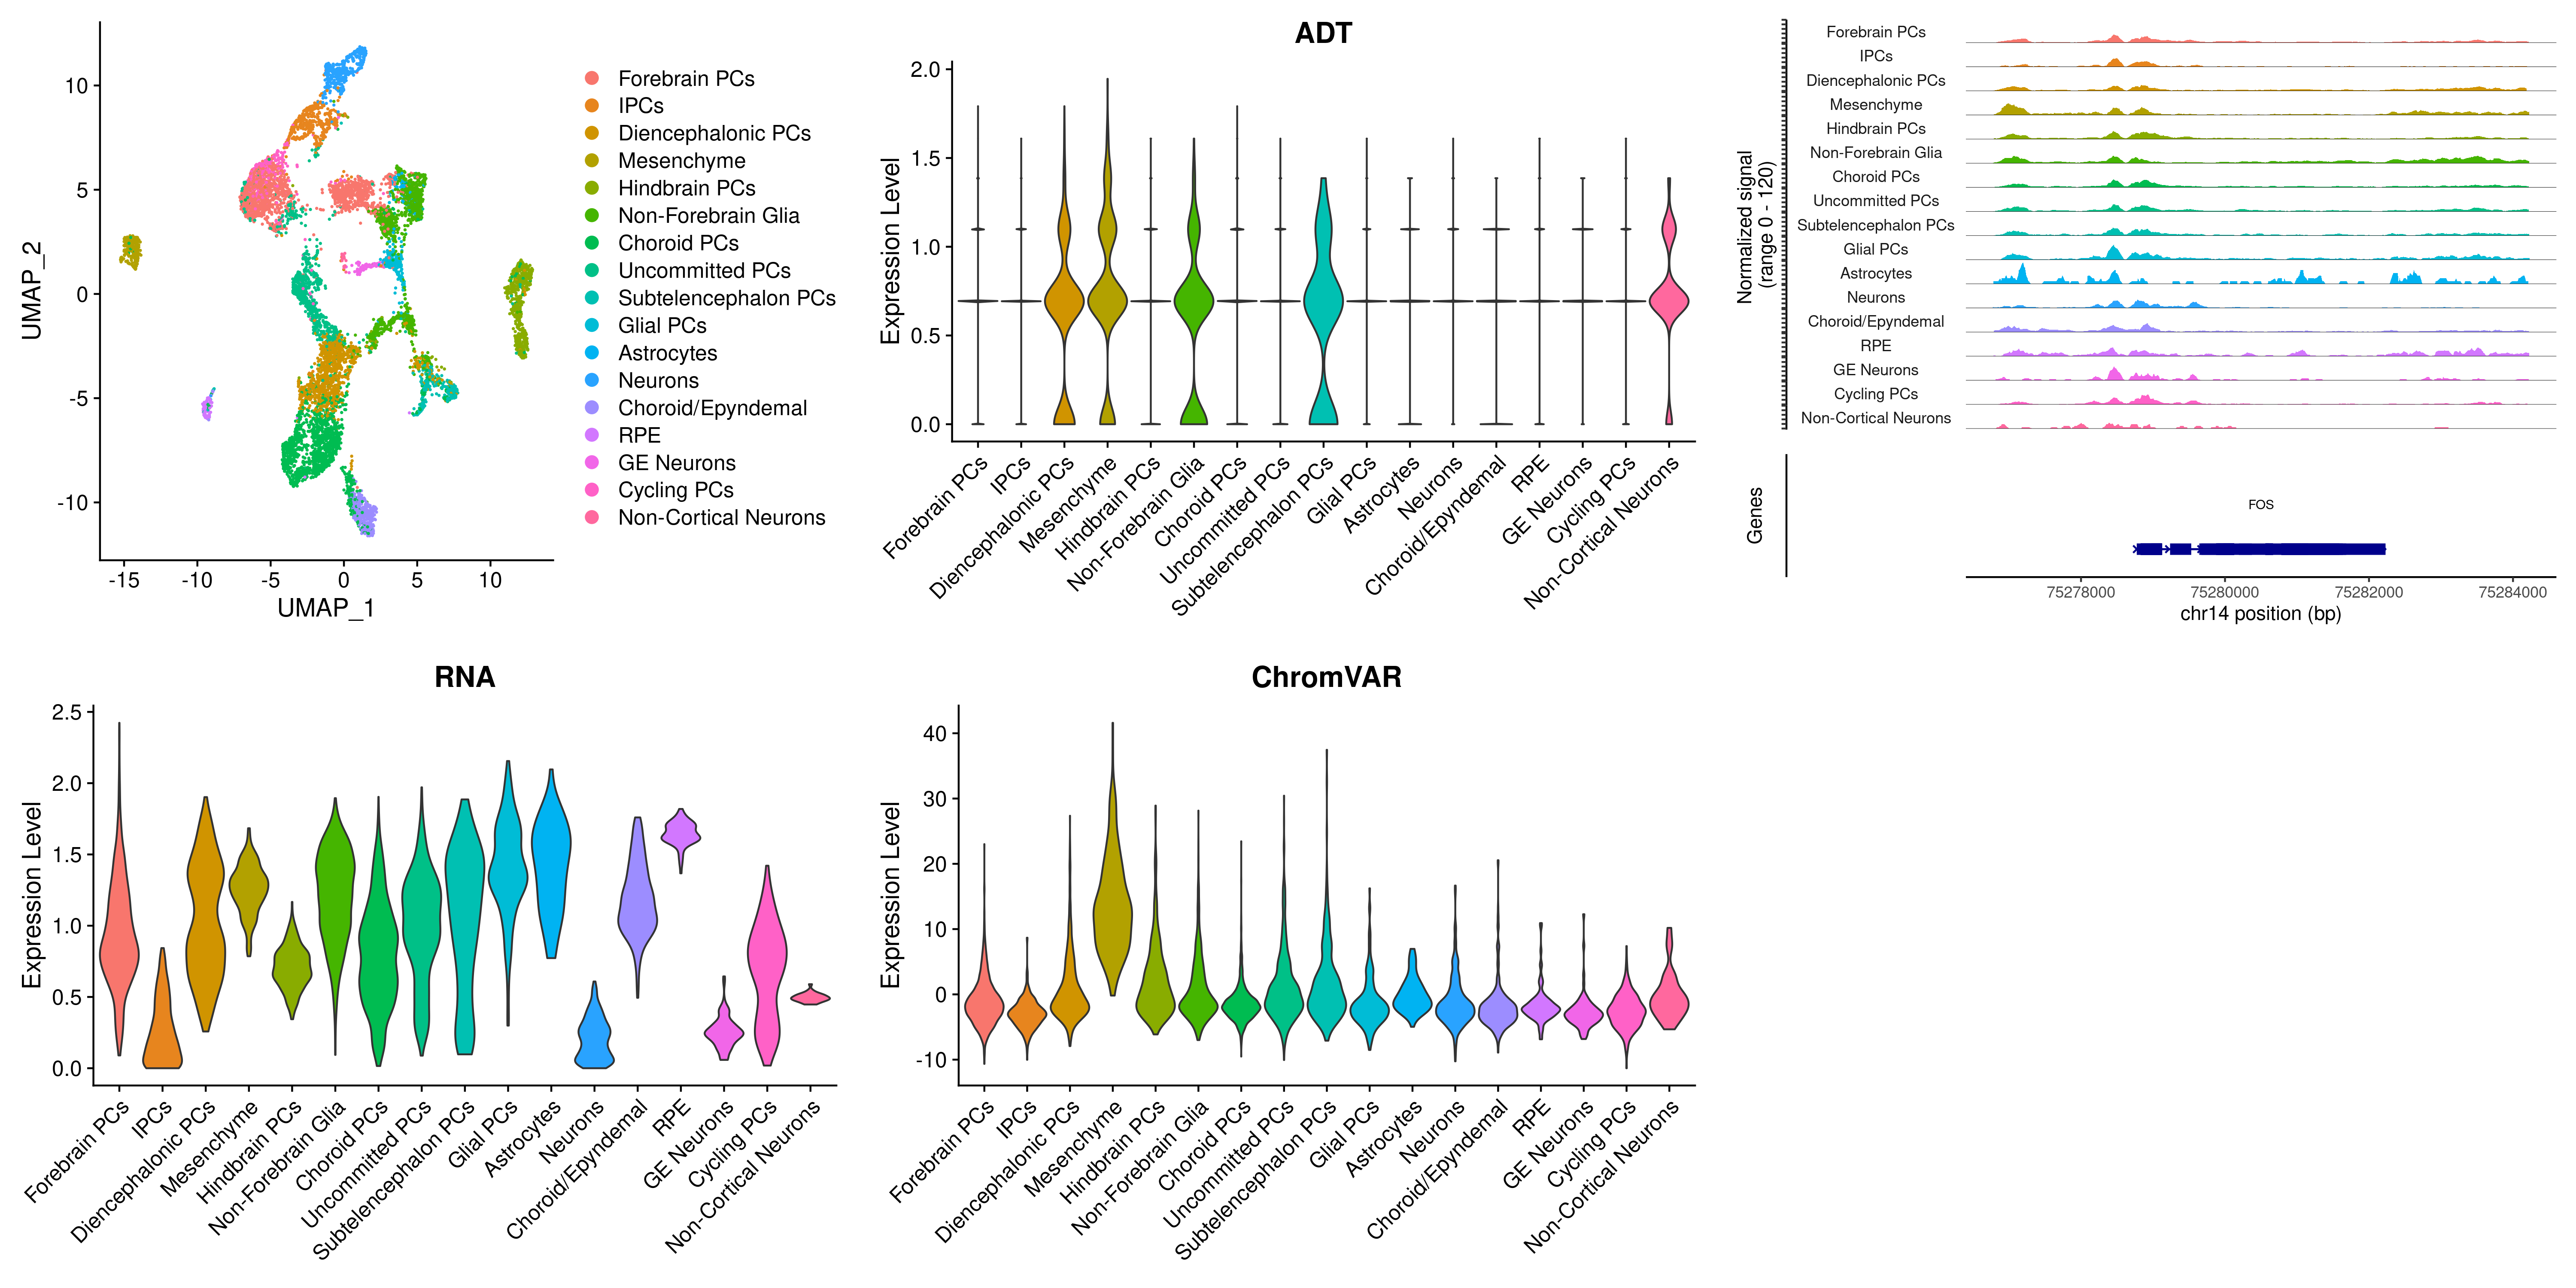 10
5
0
-5
-10
-15
-10
-5
0
5
10
UMAP_1
UMAP_2
Forebrain PCs
IPCs
Diencephalonic PCs
Mesenchyme
Hindbrain PCs
Non-Forebrain Glia
Choroid PCs
Uncommitted PCs
Subtelencephalon PCs
Glial PCs
Astrocytes
Neurons
Choroid/Epyndemal
RPE
GE Neurons
Cycling PCs
Non-Cortical Neurons
ADT
Expression Level
2.0
1.5
1.0
0.5
0.0
Forebrain PCs
IPCs
Diencephalonic PCs
Mesenchyme
Hindbrain PCs
Non-Forebrain Glia
Choroid PCs
Uncommitted PCs
Subtelencephalon PCs
Glial PCs
Astrocytes
Neurons
Choroid/Epyndemal
RPE
GE Neurons
Cycling PCs
Non-Cortical Neurons
Normalized signal
(range 0 - 120)
Forebrain PCs
IPCs
Diencephalonic PCs
Mesenchyme
Hindbrain PCs
Non-Forebrain Glia
Choroid PCs
Uncommitted PCs
Subtelencephalon PCs
Glial PCs
Astrocytes
Neurons
Choroid/Epyndemal
RPE
GE Neurons
Cycling PCs
Non-Cortical Neurons
Genes
FOS
75278000
75280000
75282000
75284000
chr14 position (bp)
RNA
Expression Level
2.5
2.0
1.5
1.0
0.5
0.0
Forebrain PCs
IPCs
Diencephalonic PCs
Mesenchyme
Hindbrain PCs
Non-Forebrain Glia
Choroid PCs
Uncommitted PCs
Subtelencephalon PCs
Glial PCs
Astrocytes
Neurons
Choroid/Epyndemal
RPE
GE Neurons
Cycling PCs
Non-Cortical Neurons
ChromVAR
Expression Level
40
30
20
10
0
-10
Forebrain PCs
IPCs
Diencephalonic PCs
Mesenchyme
Hindbrain PCs
Non-Forebrain Glia
Choroid PCs
Uncommitted PCs
Subtelencephalon PCs
Glial PCs
Astrocytes
Neurons
Choroid/Epyndemal
RPE
GE Neurons
Cycling PCs
Non-Cortical Neurons